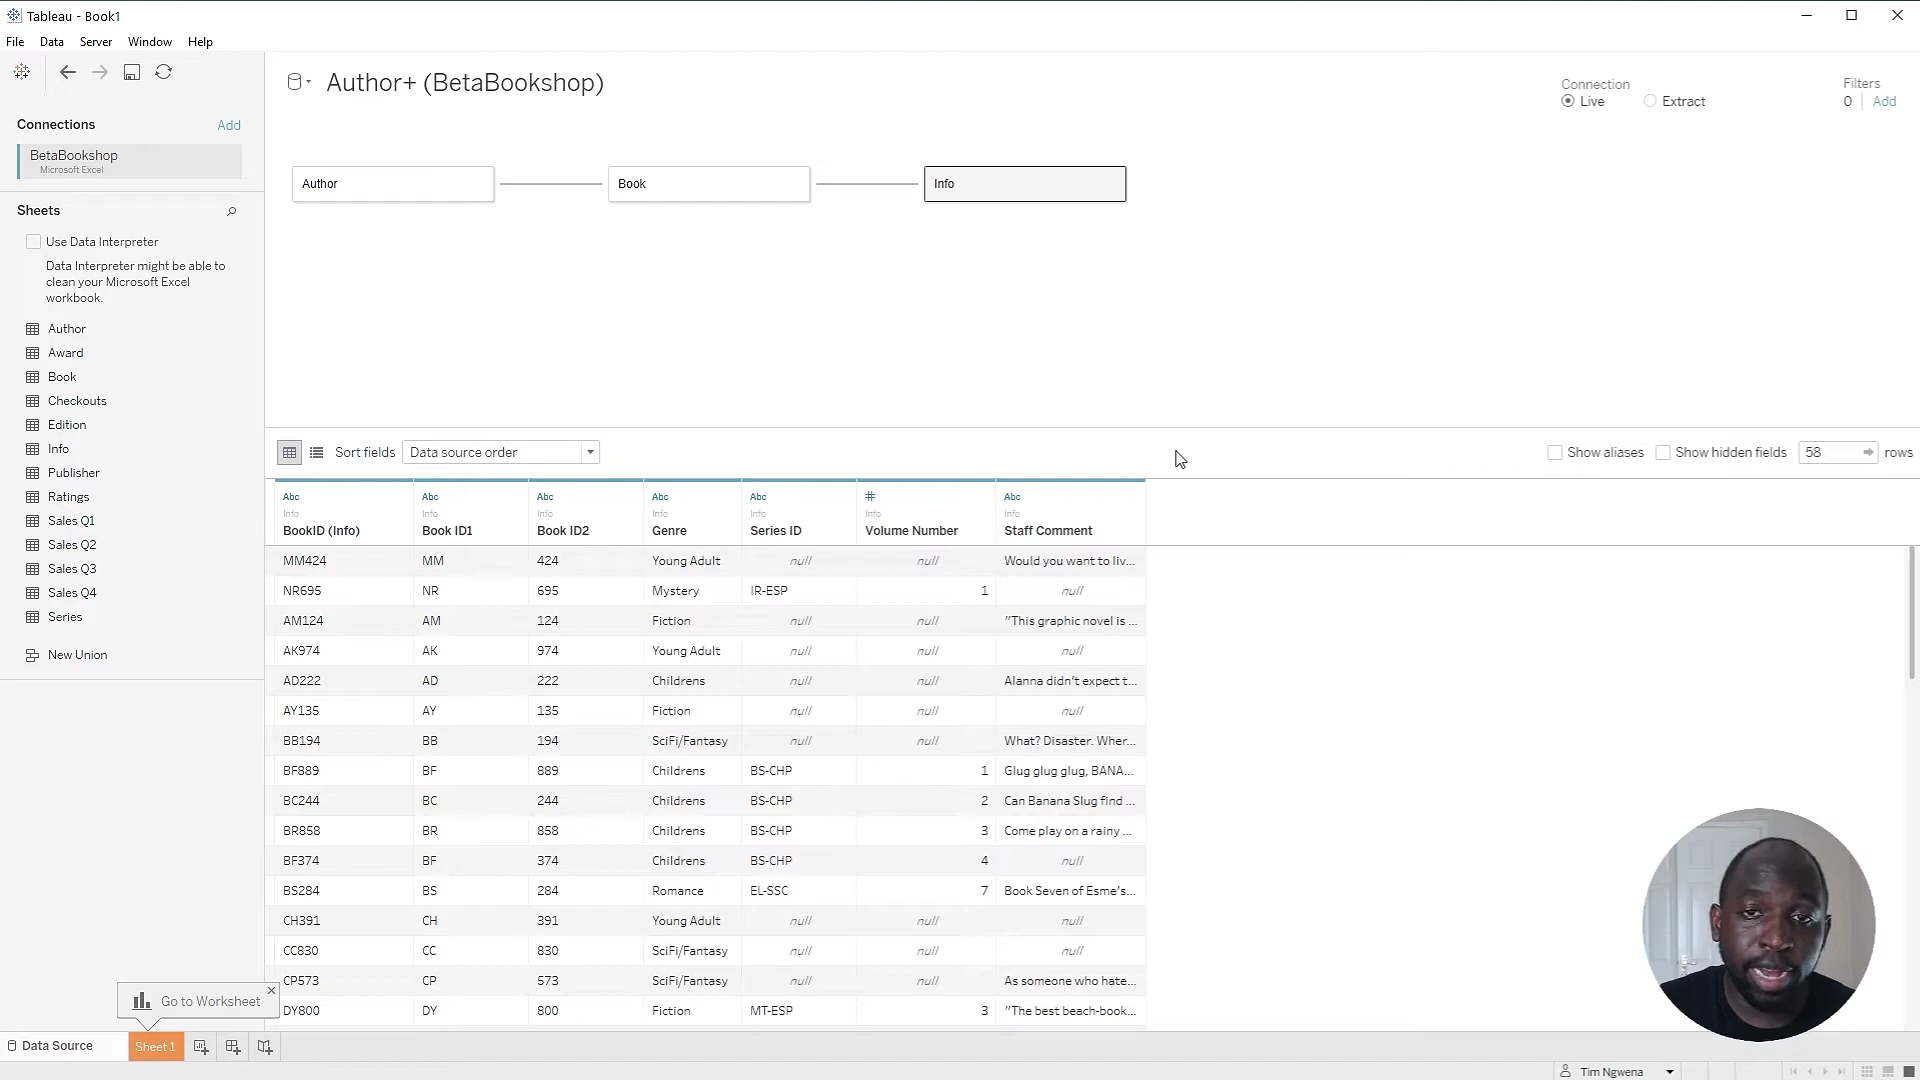 Tableau - Book1
File Data Server Window Help
Author+ (BetaBookshop)
Connection
Live Extract
Filters
0 Add
Connections Add
BetaBookshop
Microsoft Excel
Sheets
Use Data Interpreter
Data Interpreter might be able to
clean your Microsoft Excel
workbook.
Author
Award
Book
Checkouts
Edition
Info
Publisher
Ratings
Sales Q1
Sales Q2
Sales Q3
Sales Q4
Series
New Union
Author Book Info
Sort fields Data source order Show aliases Show hidden fields 58 rows
Abc Abc Abc Abc Abc # Abc
Info Info Info Info Info Info Info
BookID (Info) Book ID1 Book ID2 Genre Series ID Volume Number Staff Comment
MM424 MM 424 Young Adult null null Would you want to liv...
NR695 NR 695 Mystery IR-ESP 1 null
AM124 AM 124 Fiction null null "This graphic novel is ...
AK974 AK 974 Young Adult null null null
AD222 AD 222 Childrens null null Alanna didn't expect t...
AY135 AY 135 Fiction null null null
BB194 BB 194 SciFi/Fantasy null null What? Disaster. Wher...
BF889 BF 889 Childrens BS-CHP 1 Glug glug glug, BANA...
BC244 BC 244 Childrens BS-CHP 2 Can Banana Slug find ...
BR858 BR 858 Childrens BS-CHP 3 Come play on a rainy ...
BF374 BF 374 Childrens BS-CHP 4 null
BS284 BS 284 Romance EL-SSC 7 Book Seven of Esme's...
CH391 CH 391 Young Adult null null null
CC830 CC 830 SciFi/Fantasy null null null
CP573 CP 573 SciFi/Fantasy null null As someone who hate...
DY800 DY 800 Fiction MT-ESP 3 "The best beach-book...
Go to Worksheet
Data Source Sheet 1
Tim Ngwena